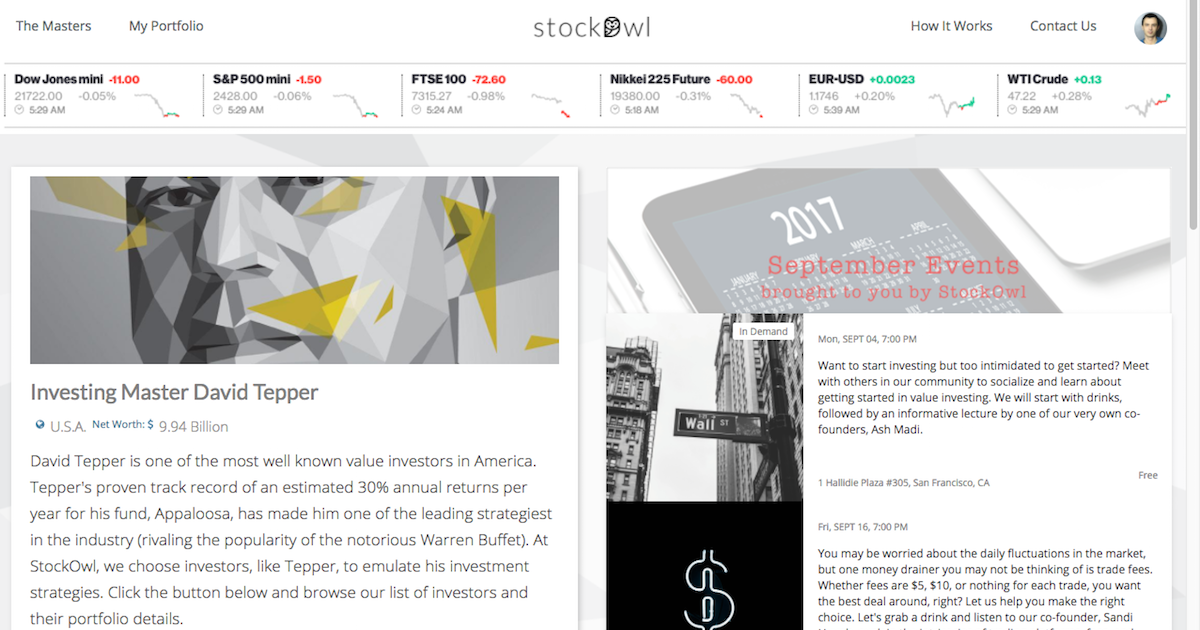 The Masters
My Portfolio
stockOwl
How It Works
Contact Us
Dow Jones mini -11.00
21722.00 -0.05%
5:29 AM
S&P 500 mini -1.50
2428.00 -0.06%
5:29 AM
FTSE 100 -72.60
7315.27 -0.98%
5:24 AM
Nikkei 225 Future -60.00
19380.00 -0.31%
5:18 AM
EUR-USD +0.0023
1.1746 +0.20%
5:39 AM
WTI Crude +0.13
47.22 +0.28%
5:29 AM
Investing Master David Tepper
U.S.A. Net Worth: $ 9.94 Billion
David Tepper is one of the most well known value investors in America.
Tepper's proven track record of an estimated 30% annual returns per
year for his fund, Appaloosa, has made him one of the leading strategiest
in the industry (rivaling the popularity of the notorious Warren Buffet). At
StockOwl, we choose investors, like Tepper, to emulate his investment
strategies. Click the button below and browse our list of investors and
their portfolio details.
2017
JANUARY
MARCH
APRIL
September Events
brought to you by StockOwl
In Demand
Wall ST
Mon, SEPT 04, 7:00 PM
Want to start investing but too intimidated to get started? Meet
with others in our community to socialize and learn about
getting started in value investing. We will start with drinks,
followed by an informative lecture by one of our very own co-
founders, Ash Madi.
Free
1 Hallidie Plaza #305, San Francisco, CA
$
Fri, SEPT 16, 7:00 PM
You may be worried about the daily fluctuations in the market,
but one money drainer you may not be thinking of is trade fees.
Whether fees are $5, $10, or nothing for each trade, you want
the best deal around, right? Let us help you make the right
choice. Let's grab a drink and listen to our co-founder, Sandi